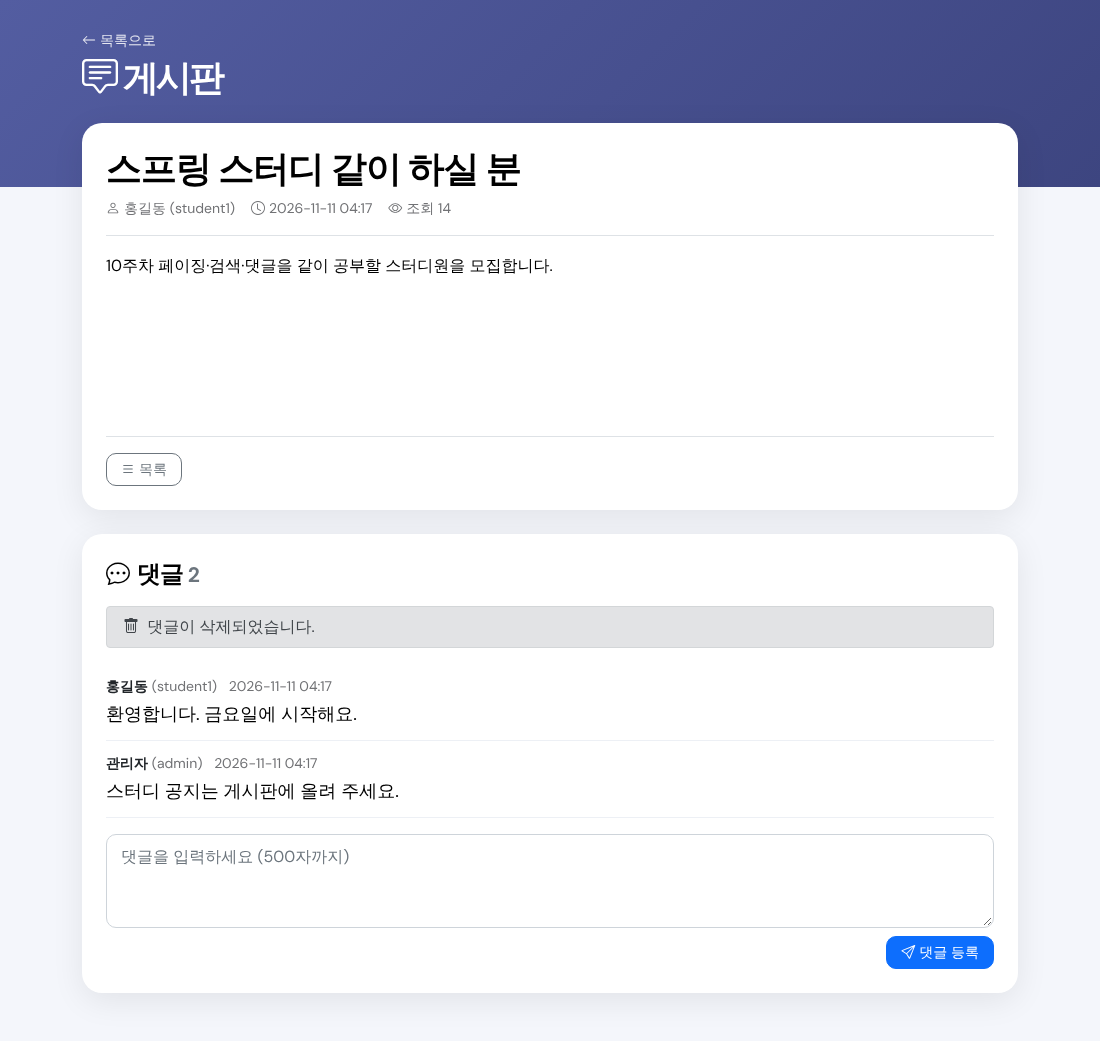 ← 목록으로
게시판
스프링 스터디 같이 하실 분
홍길동 (student1) 2026-11-11 04:17 조회 14
10주차 페이징·검색·댓글을 같이 공부할 스터디원을 모집합니다.
목록
댓글 2
댓글이 삭제되었습니다.
홍길동 (student1) 2026-11-11 04:17
환영합니다. 금요일에 시작해요.
관리자 (admin) 2026-11-11 04:17
스터디 공지는 게시판에 올려 주세요.
댓글을 입력하세요 (500자까지)
댓글 등록